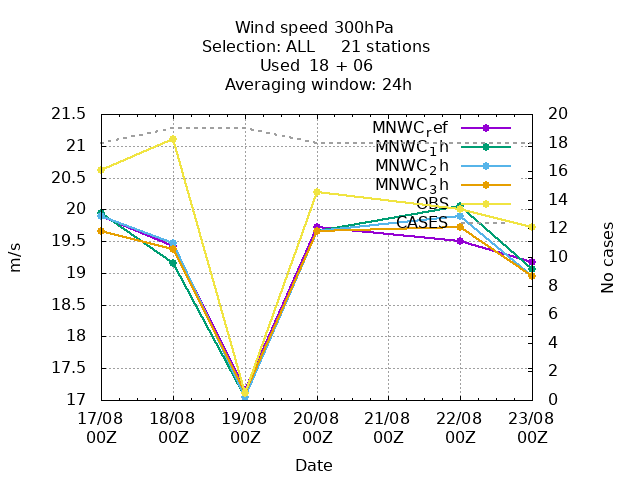 Wind speed 300hPa
Selection: ALL 21 stations
Used 18 + 06
Averaging window: 24h
21.5
21
20.5
20
19.5
19
18.5
18
17.5
17
m/s
MNWCref
MNWC1h
MNWC2h
MNWC3h
OBS
CASES
20
18
16
14
12
10
8
6
4
2
0
No cases
17/08 18/08 19/08 20/08 21/08 22/08 23/08
00Z 00Z 00Z 00Z 00Z 00Z 00Z
Date